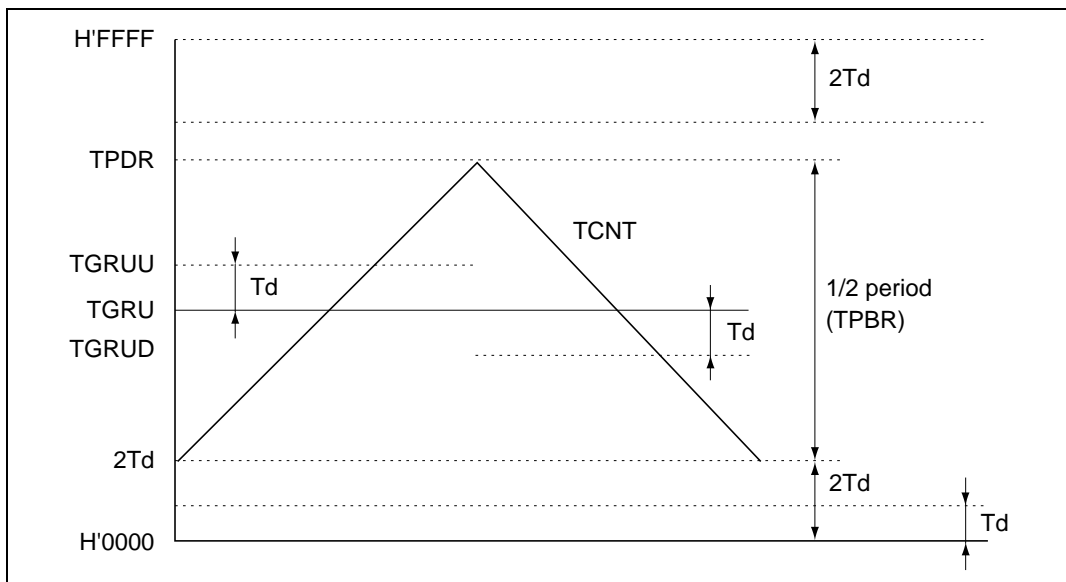 H'FFFF
2Td
TPDR
TCNT
TGRUU
Td
1/2 period
(TPBR)
TGRU
Td
TGRUD
2Td
2Td
Td
H'0000